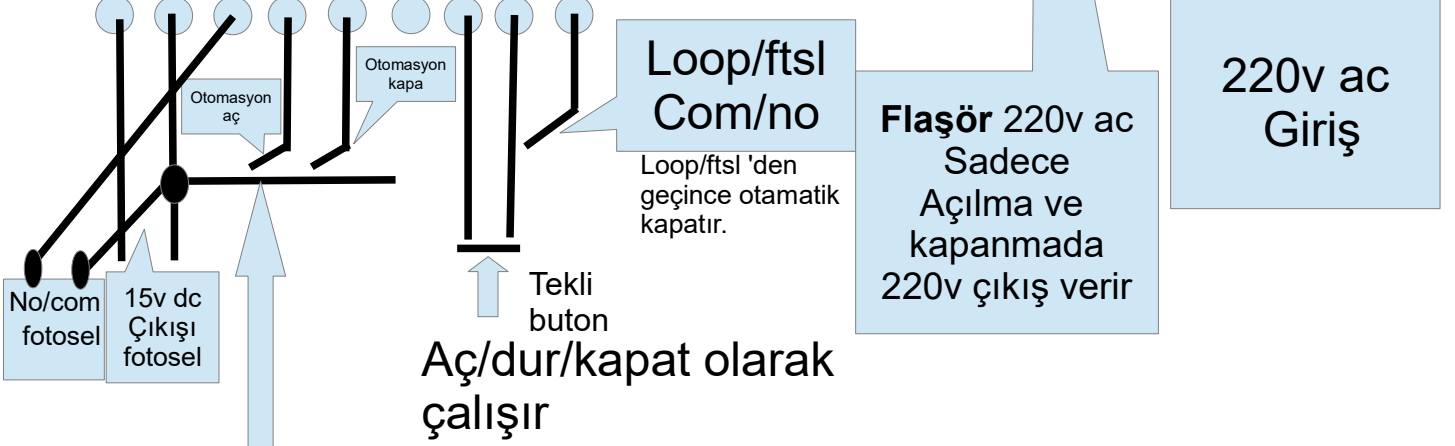 Otomasyon
aç
Otomasyon
kapa
Loop/ftsl
Com/no
Loop/ftsl 'den
geçince otamatik
kapatır.
Flaşör 220v ac
Sadece
Açılma ve
kapanmada
220v çıkış verir
220v ac
Giriş
No/com
fotosel
15v dc
Çıkışı
fotosel
Tekli
buton
Aç/dur/kapat olarak
çalışır